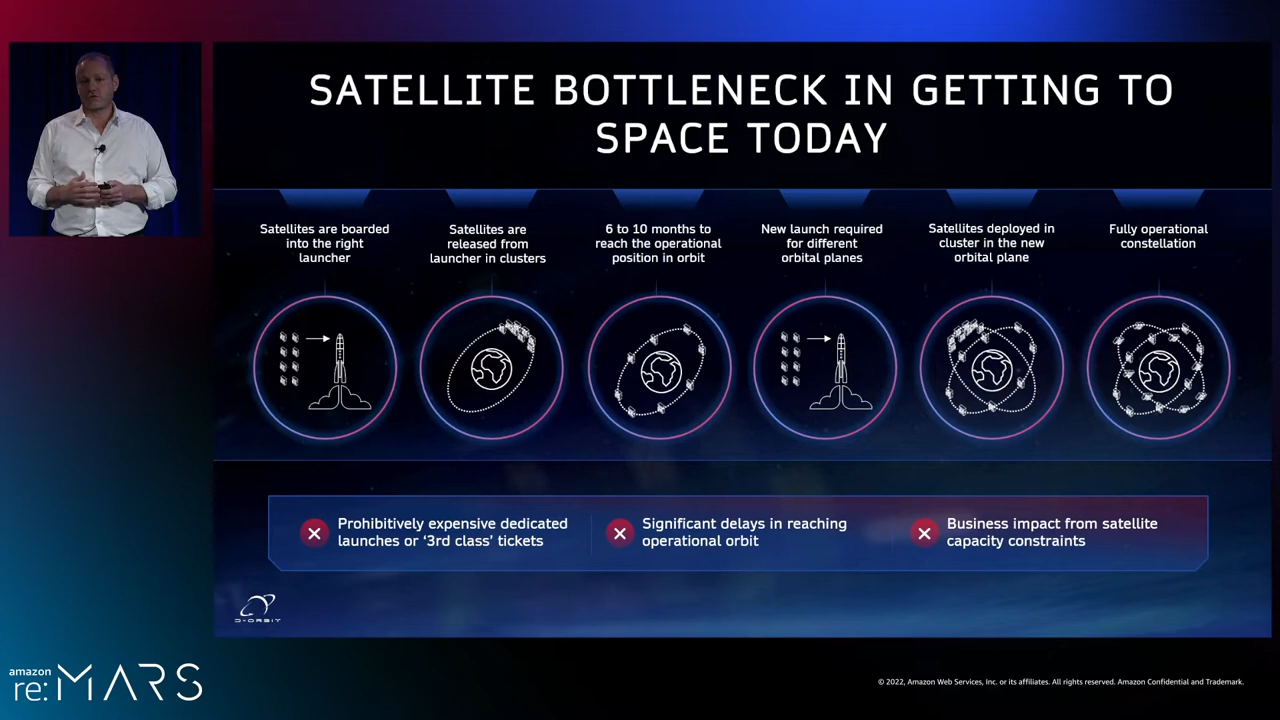 SATELLITE BOTTLENECK IN GETTING TO
SPACE TODAY
Satellites are boarded
into the right
launcher
Satellites are
released from
launcher in clusters
6 to 10 months to
reach the operational
position in orbit
New launch required
for different
orbital planes
Satellites deployed in
cluster in the new
orbital plane
Fully operational
constellation
Prohibitively expensive dedicated
launches or ‘3rd class’ tickets
Significant delays in reaching
operational orbit
Business impact from satellite
capacity constraints
D-ORBIT
amazon
re:MARS
© 2022, Amazon Web Services, Inc. or its affiliates. All rights reserved. Amazon Confidential and Trademark.